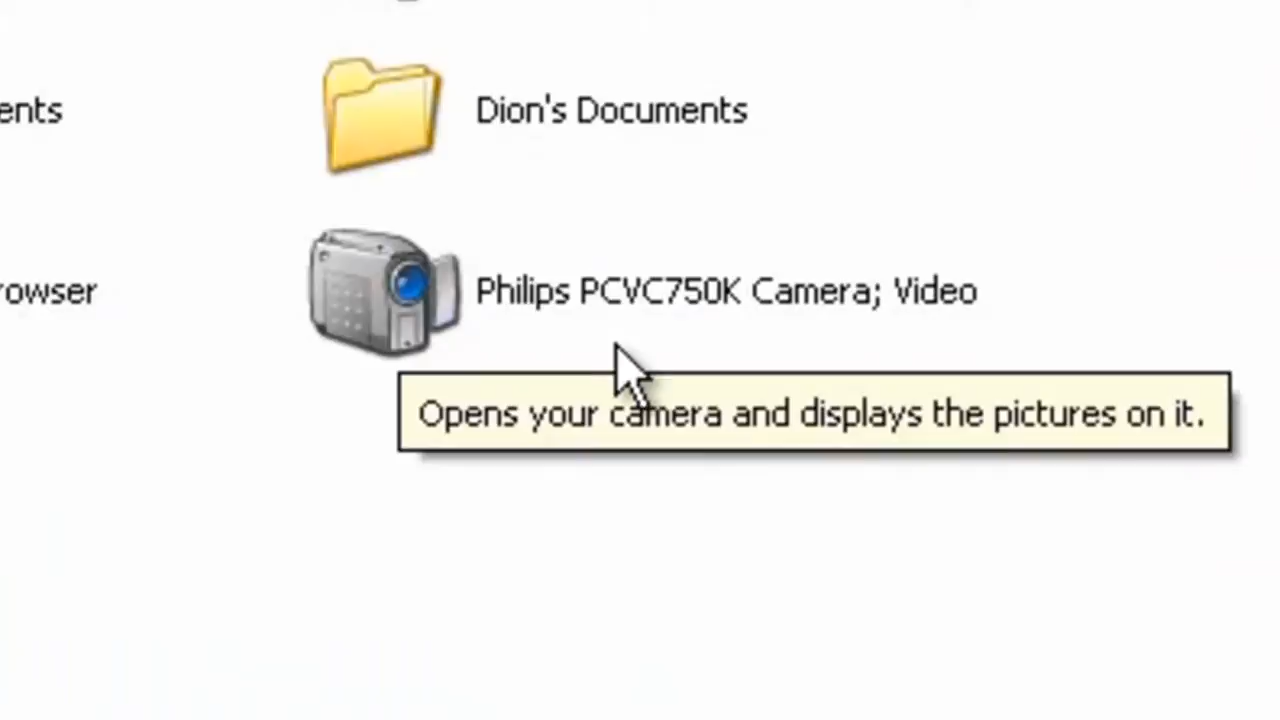 ents
Dion's Documents
rowser
Philips PCVC750K Camera; Video
Opens your camera and displays the pictures on it.